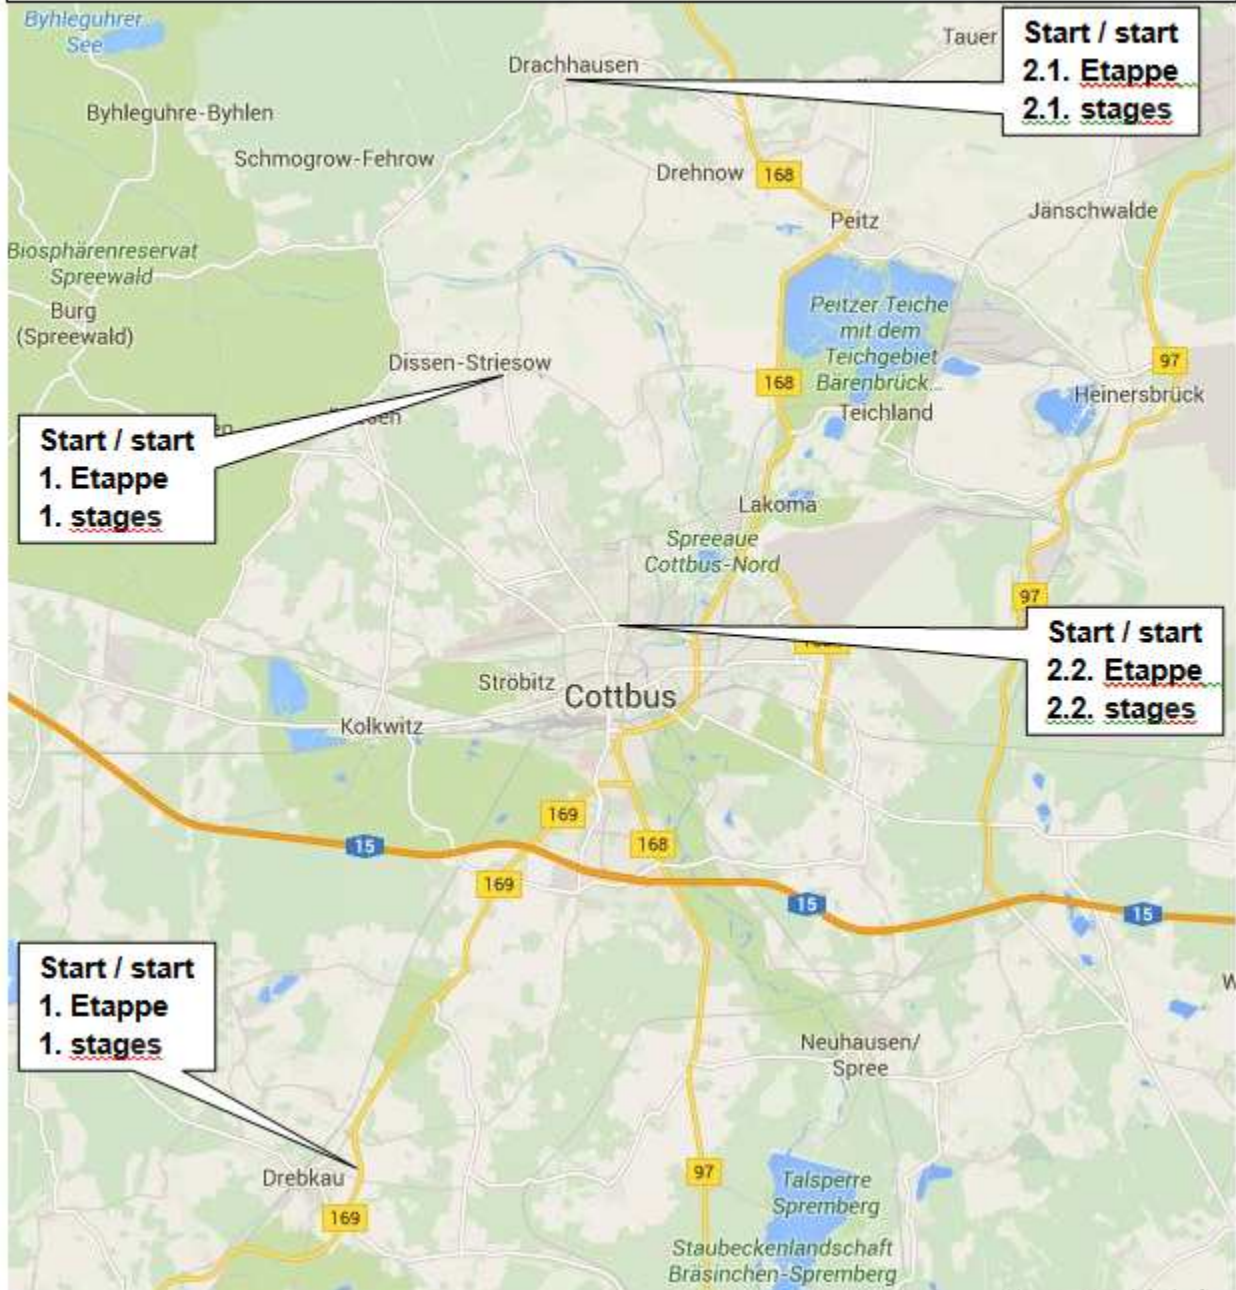 Byhleguhrer
See
Drachhausen
Tauer
Start / start
2.1. Etappe
2.1. stages
Byhleguhre-Byhlen
Schmogrow-Fehrow
Drehnow
168
Peitz
Jänschwalde
Biosphärenreservat
Spreewald
Burg
(Spreewald)
Peitzer Teiche
mit dem
Teichgebiet
Bärenbrück...
Dissen-Striesow
168
97
Teichland
Heinersbrück
Start / start
1. Etappe
1. stages
Lakoma
Spreeaue
Cottbus-Nord
97
Start / start
2.2. Etappe
2.2. stages
Ströbitz
Cottbus
Kolkwitz
169
15
168
169
15
15
Start / start
1. Etappe
1. stages
Neuhausen/
Spree
Drebkau
97
Talsperre
Spremberg
169
Staubeckenlandschaft
Bräsinchen-Spremberg